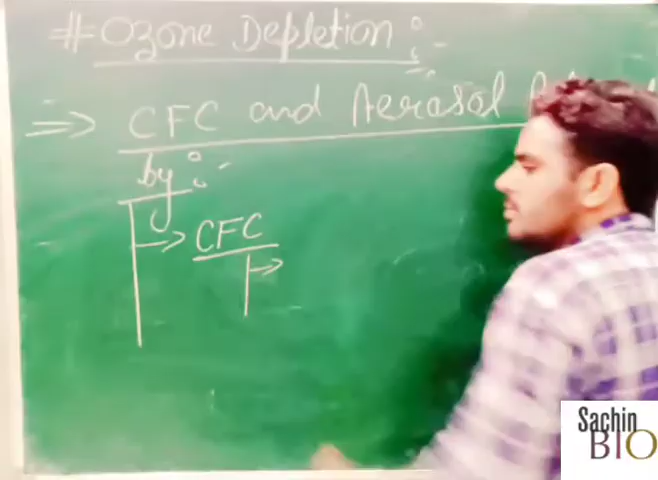 # Ozone Depletion :-
⇒ CFC and Aerosol
by :-
→ CFC
→
Sachin
BIO